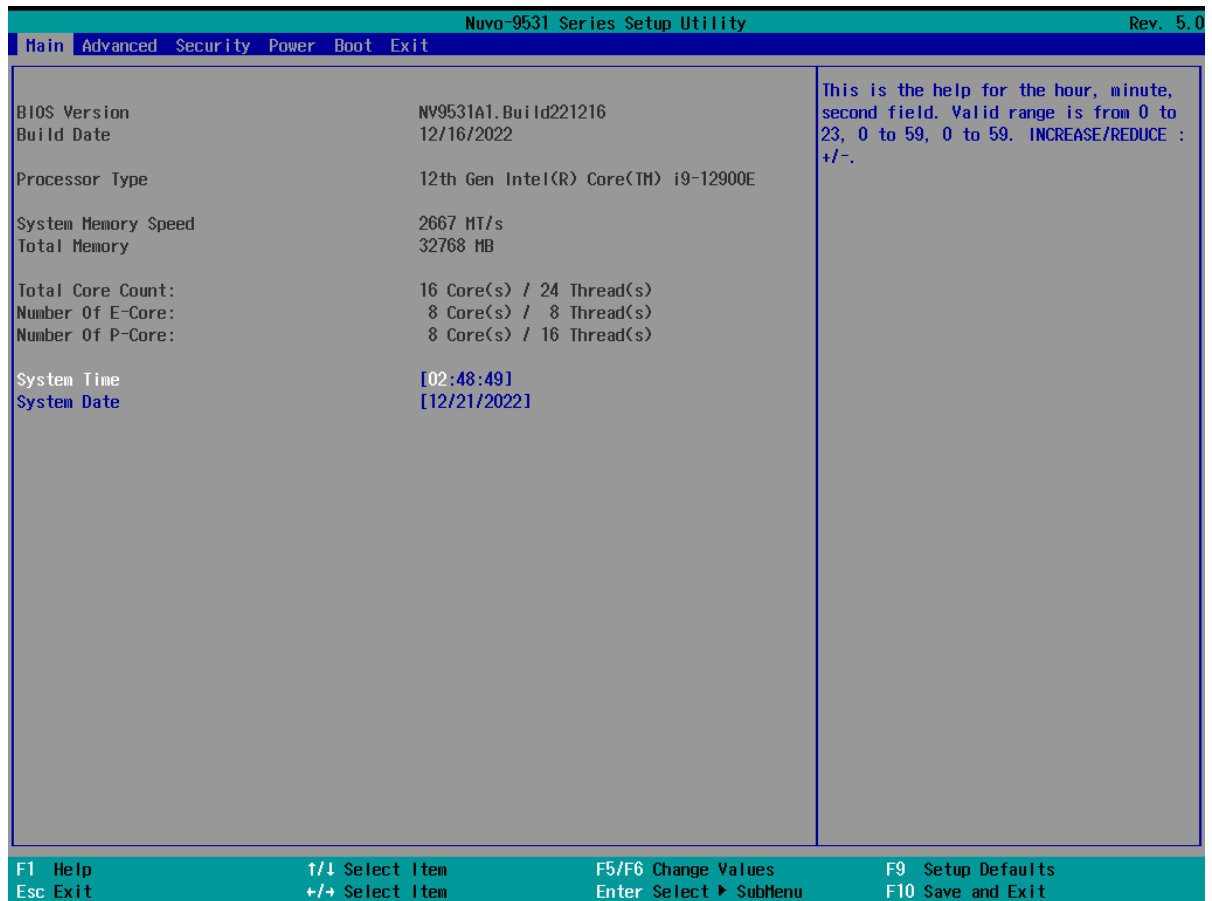 Nuvo-9531 Series Setup Utility Rev. 5.0
Main Advanced Security Power Boot Exit
BIOS Version NV9531A1.Build221216
Build Date 12/16/2022
Processor Type 12th Gen Intel(R) Core(TM) i9-12900E
System Memory Speed 2667 MT/s
Total Memory 32768 MB
Total Core Count: 16 Core(s) / 24 Thread(s)
Number Of E-Core: 8 Core(s) / 8 Thread(s)
Number Of P-Core: 8 Core(s) / 16 Thread(s)
System Time [02:48:49]
System Date [12/21/2022]
This is the help for the hour, minute,
second field. Valid range is from 0 to
23, 0 to 59, 0 to 59. INCREASE/REDUCE :
+/-.
F1 Help ↑/↓ Select Item F5/F6 Change Values F9 Setup Defaults
Esc Exit ←/→ Select Item Enter Select ▶ SubMenu F10 Save and Exit